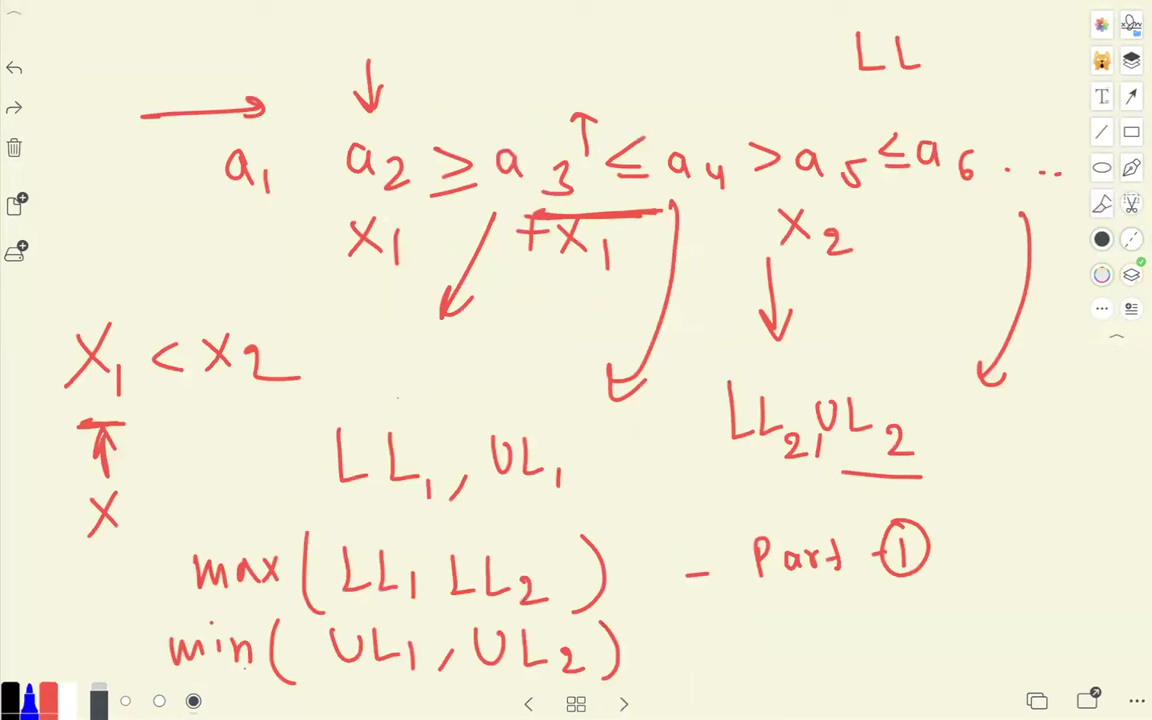 LL
a1 a2 ≥ a3 ≤ a4 > a5 ≤ a6 ....
X1 +X1 X2
X1 < X2
LL1, UL1 LL2, UL2
X
max ( LL1 LL2 ) - Part - 1
min ( UL1, UL2 )